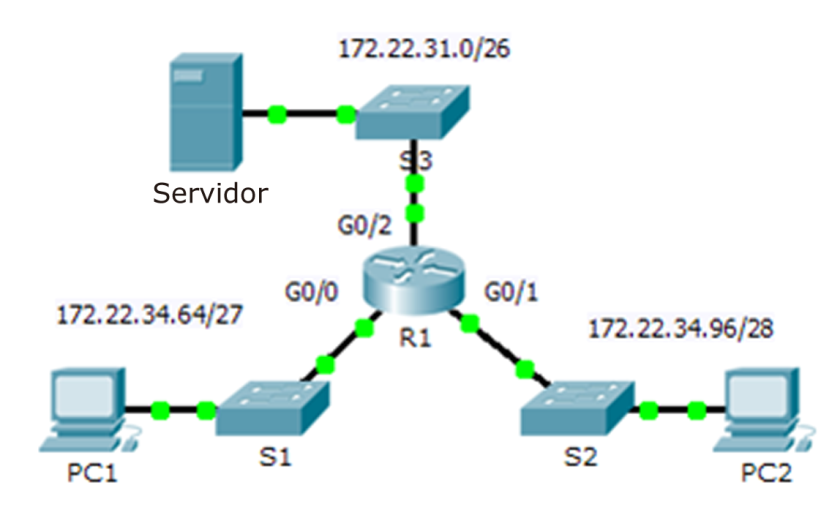 172.22.31.0/26
S3
Servidor
G0/2
G0/0
G0/1
172.22.34.64/27
R1
172.22.34.96/28
S1
S2
PC1
PC2